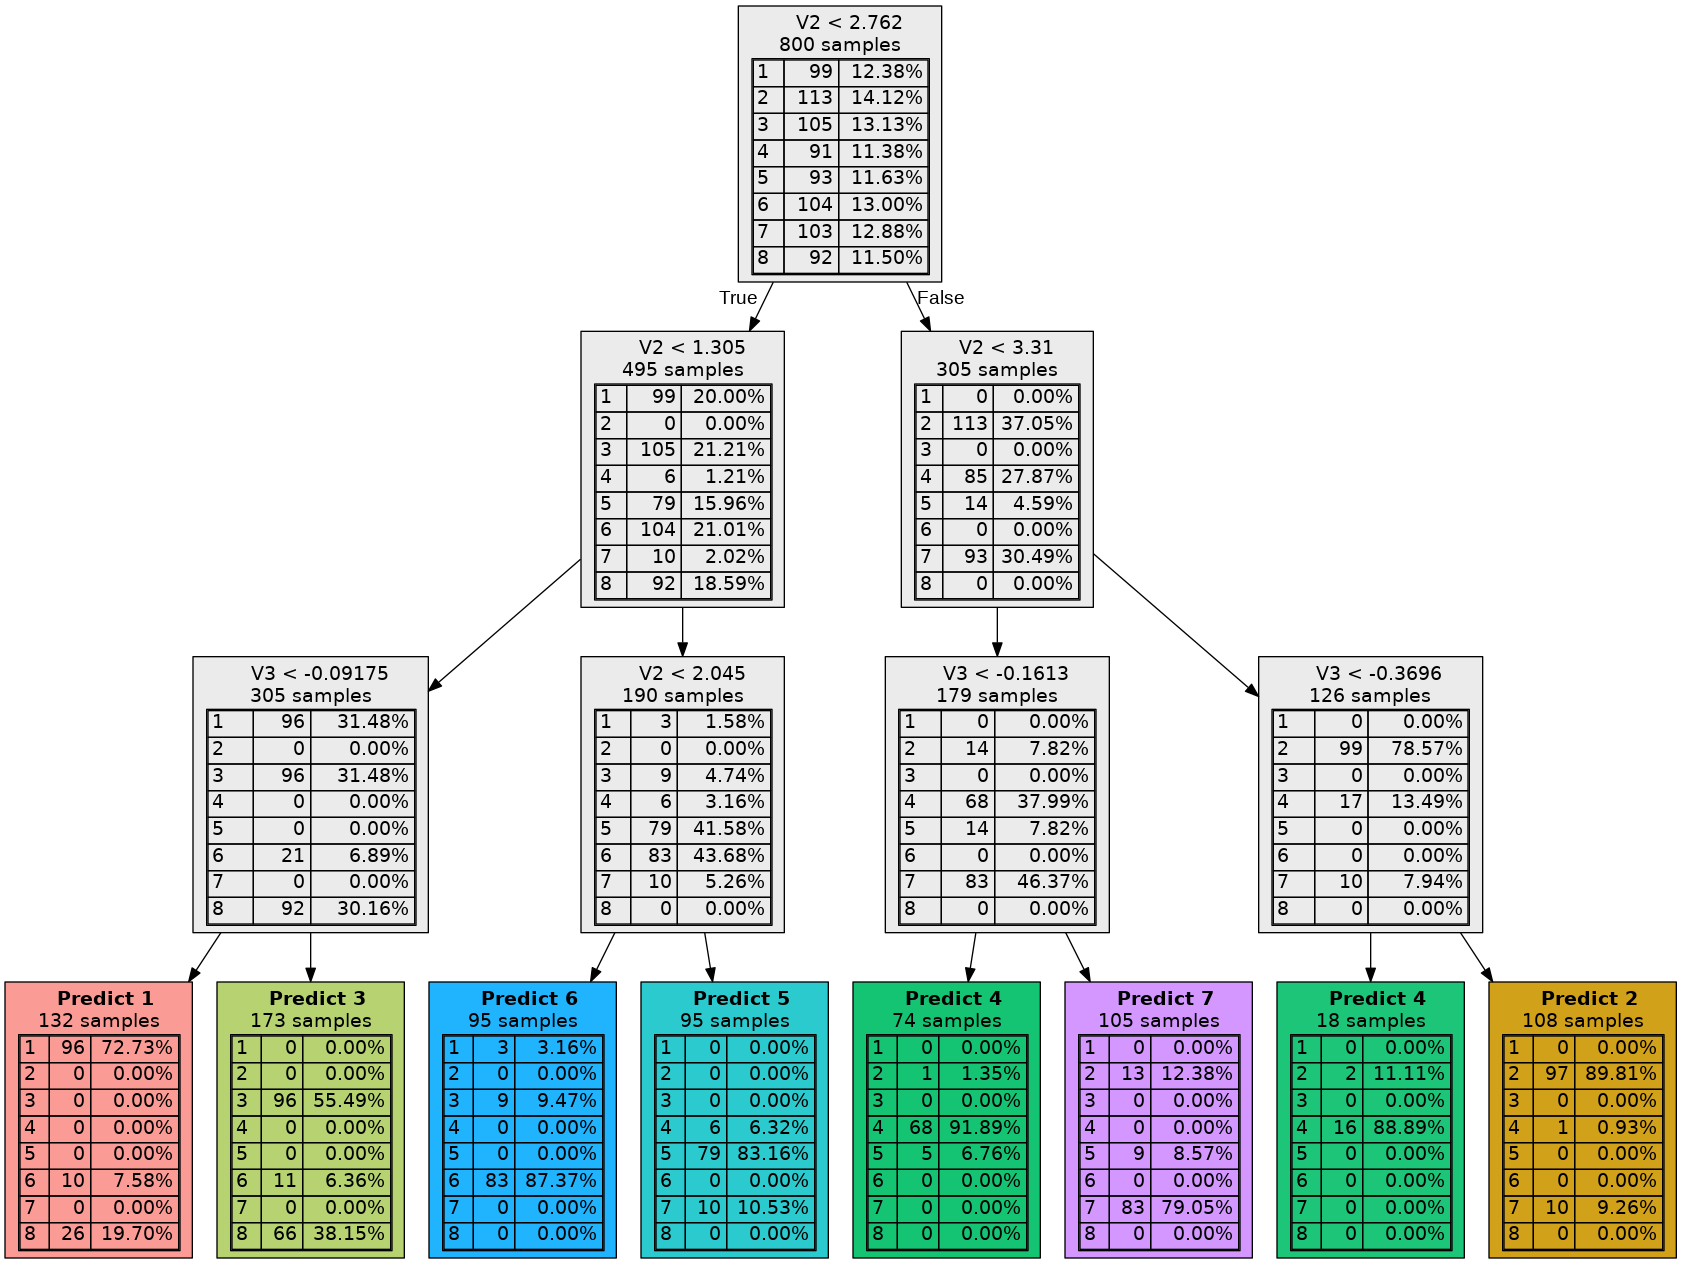 V2 < 2.762
800 samples
1 99 12.38%
2 113 14.12%
3 105 13.13%
4 91 11.38%
5 93 11.63%
6 104 13.00%
7 103 12.88%
8 92 11.50%
True
False
V2 < 1.305
495 samples
1 99 20.00%
2 0 0.00%
3 105 21.21%
4 6 1.21%
5 79 15.96%
6 104 21.01%
7 10 2.02%
8 92 18.59%
V2 < 3.31
305 samples
1 0 0.00%
2 113 37.05%
3 0 0.00%
4 85 27.87%
5 14 4.59%
6 0 0.00%
7 93 30.49%
8 0 0.00%
V3 < -0.09175
305 samples
1 96 31.48%
2 0 0.00%
3 96 31.48%
4 0 0.00%
5 0 0.00%
6 21 6.89%
7 0 0.00%
8 92 30.16%
V2 < 2.045
190 samples
1 3 1.58%
2 0 0.00%
3 9 4.74%
4 6 3.16%
5 79 41.58%
6 83 43.68%
7 10 5.26%
8 0 0.00%
V3 < -0.1613
179 samples
1 0 0.00%
2 14 7.82%
3 0 0.00%
4 68 37.99%
5 14 7.82%
6 0 0.00%
7 83 46.37%
8 0 0.00%
V3 < -0.3696
126 samples
1 0 0.00%
2 99 78.57%
3 0 0.00%
4 17 13.49%
5 0 0.00%
6 0 0.00%
7 10 7.94%
8 0 0.00%
Predict 1
132 samples
1 96 72.73%
2 0 0.00%
3 0 0.00%
4 0 0.00%
5 0 0.00%
6 10 7.58%
7 0 0.00%
8 26 19.70%
Predict 3
173 samples
1 0 0.00%
2 0 0.00%
3 96 55.49%
4 0 0.00%
5 0 0.00%
6 11 6.36%
7 0 0.00%
8 66 38.15%
Predict 6
95 samples
1 3 3.16%
2 0 0.00%
3 9 9.47%
4 0 0.00%
5 0 0.00%
6 83 87.37%
7 0 0.00%
8 0 0.00%
Predict 5
95 samples
1 0 0.00%
2 0 0.00%
3 0 0.00%
4 6 6.32%
5 79 83.16%
6 0 0.00%
7 10 10.53%
8 0 0.00%
Predict 4
74 samples
1 0 0.00%
2 1 1.35%
3 0 0.00%
4 68 91.89%
5 5 6.76%
6 0 0.00%
7 0 0.00%
8 0 0.00%
Predict 7
105 samples
1 0 0.00%
2 13 12.38%
3 0 0.00%
4 0 0.00%
5 9 8.57%
6 0 0.00%
7 83 79.05%
8 0 0.00%
Predict 4
18 samples
1 0 0.00%
2 2 11.11%
3 0 0.00%
4 16 88.89%
5 0 0.00%
6 0 0.00%
7 0 0.00%
8 0 0.00%
Predict 2
108 samples
1 0 0.00%
2 97 89.81%
3 0 0.00%
4 1 0.93%
5 0 0.00%
6 0 0.00%
7 10 9.26%
8 0 0.00%